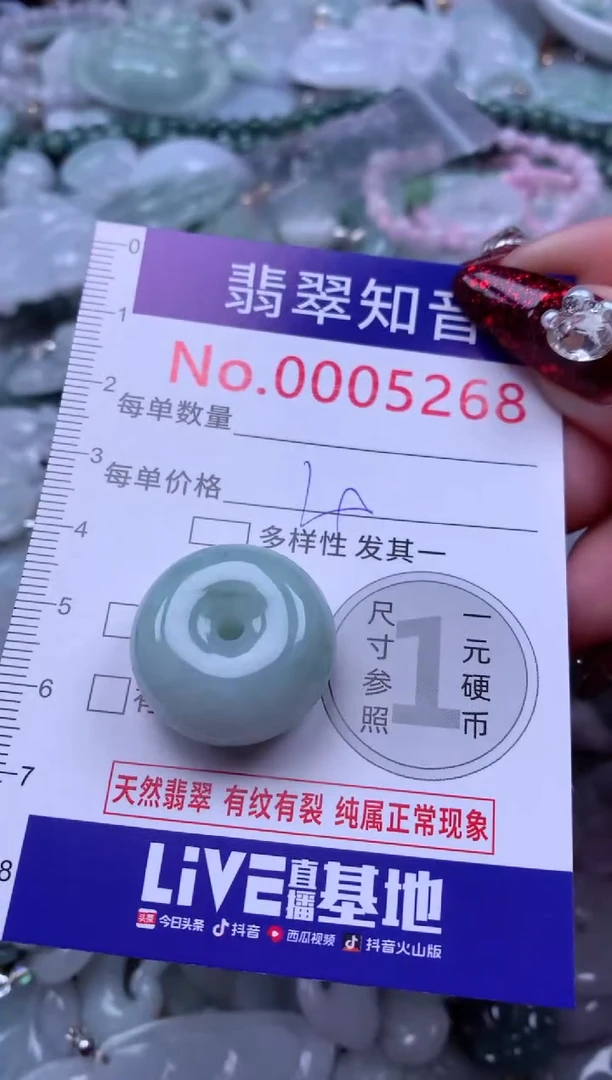 0
翡翠知音
1
No.0005268
2
每单数量
3
每单价格
4
多样性 发其一
5
尺寸参照
1
一元硬币
6
7
天然翡翠 有纹有裂 纯属正常现象
8
LiVE直播基地
头条 今日头条 抖音 西瓜视频 抖音火山版